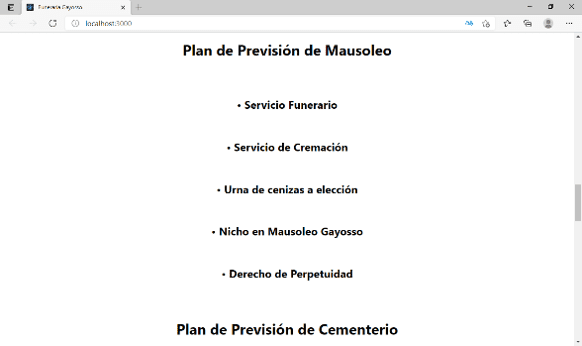 Funeraria Gayosso
localhost:3000
Plan de Previsión de Mausoleo
• Servicio Funerario
• Servicio de Cremación
• Urna de cenizas a elección
• Nicho en Mausoleo Gayosso
• Derecho de Perpetuidad
Plan de Previsión de Cementerio